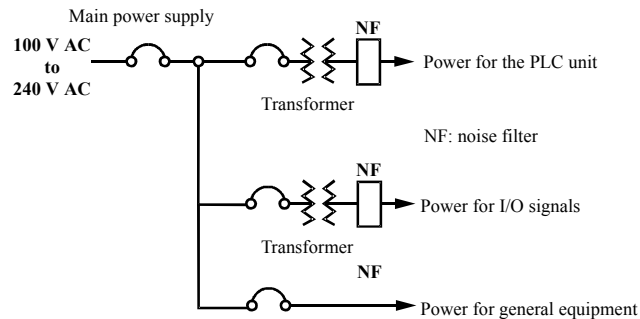 Main power supply
100 V AC
to
240 V AC
NF
Power for the PLC unit
Transformer
NF: noise filter
NF
Power for I/O signals
Transformer
NF
Power for general equipment